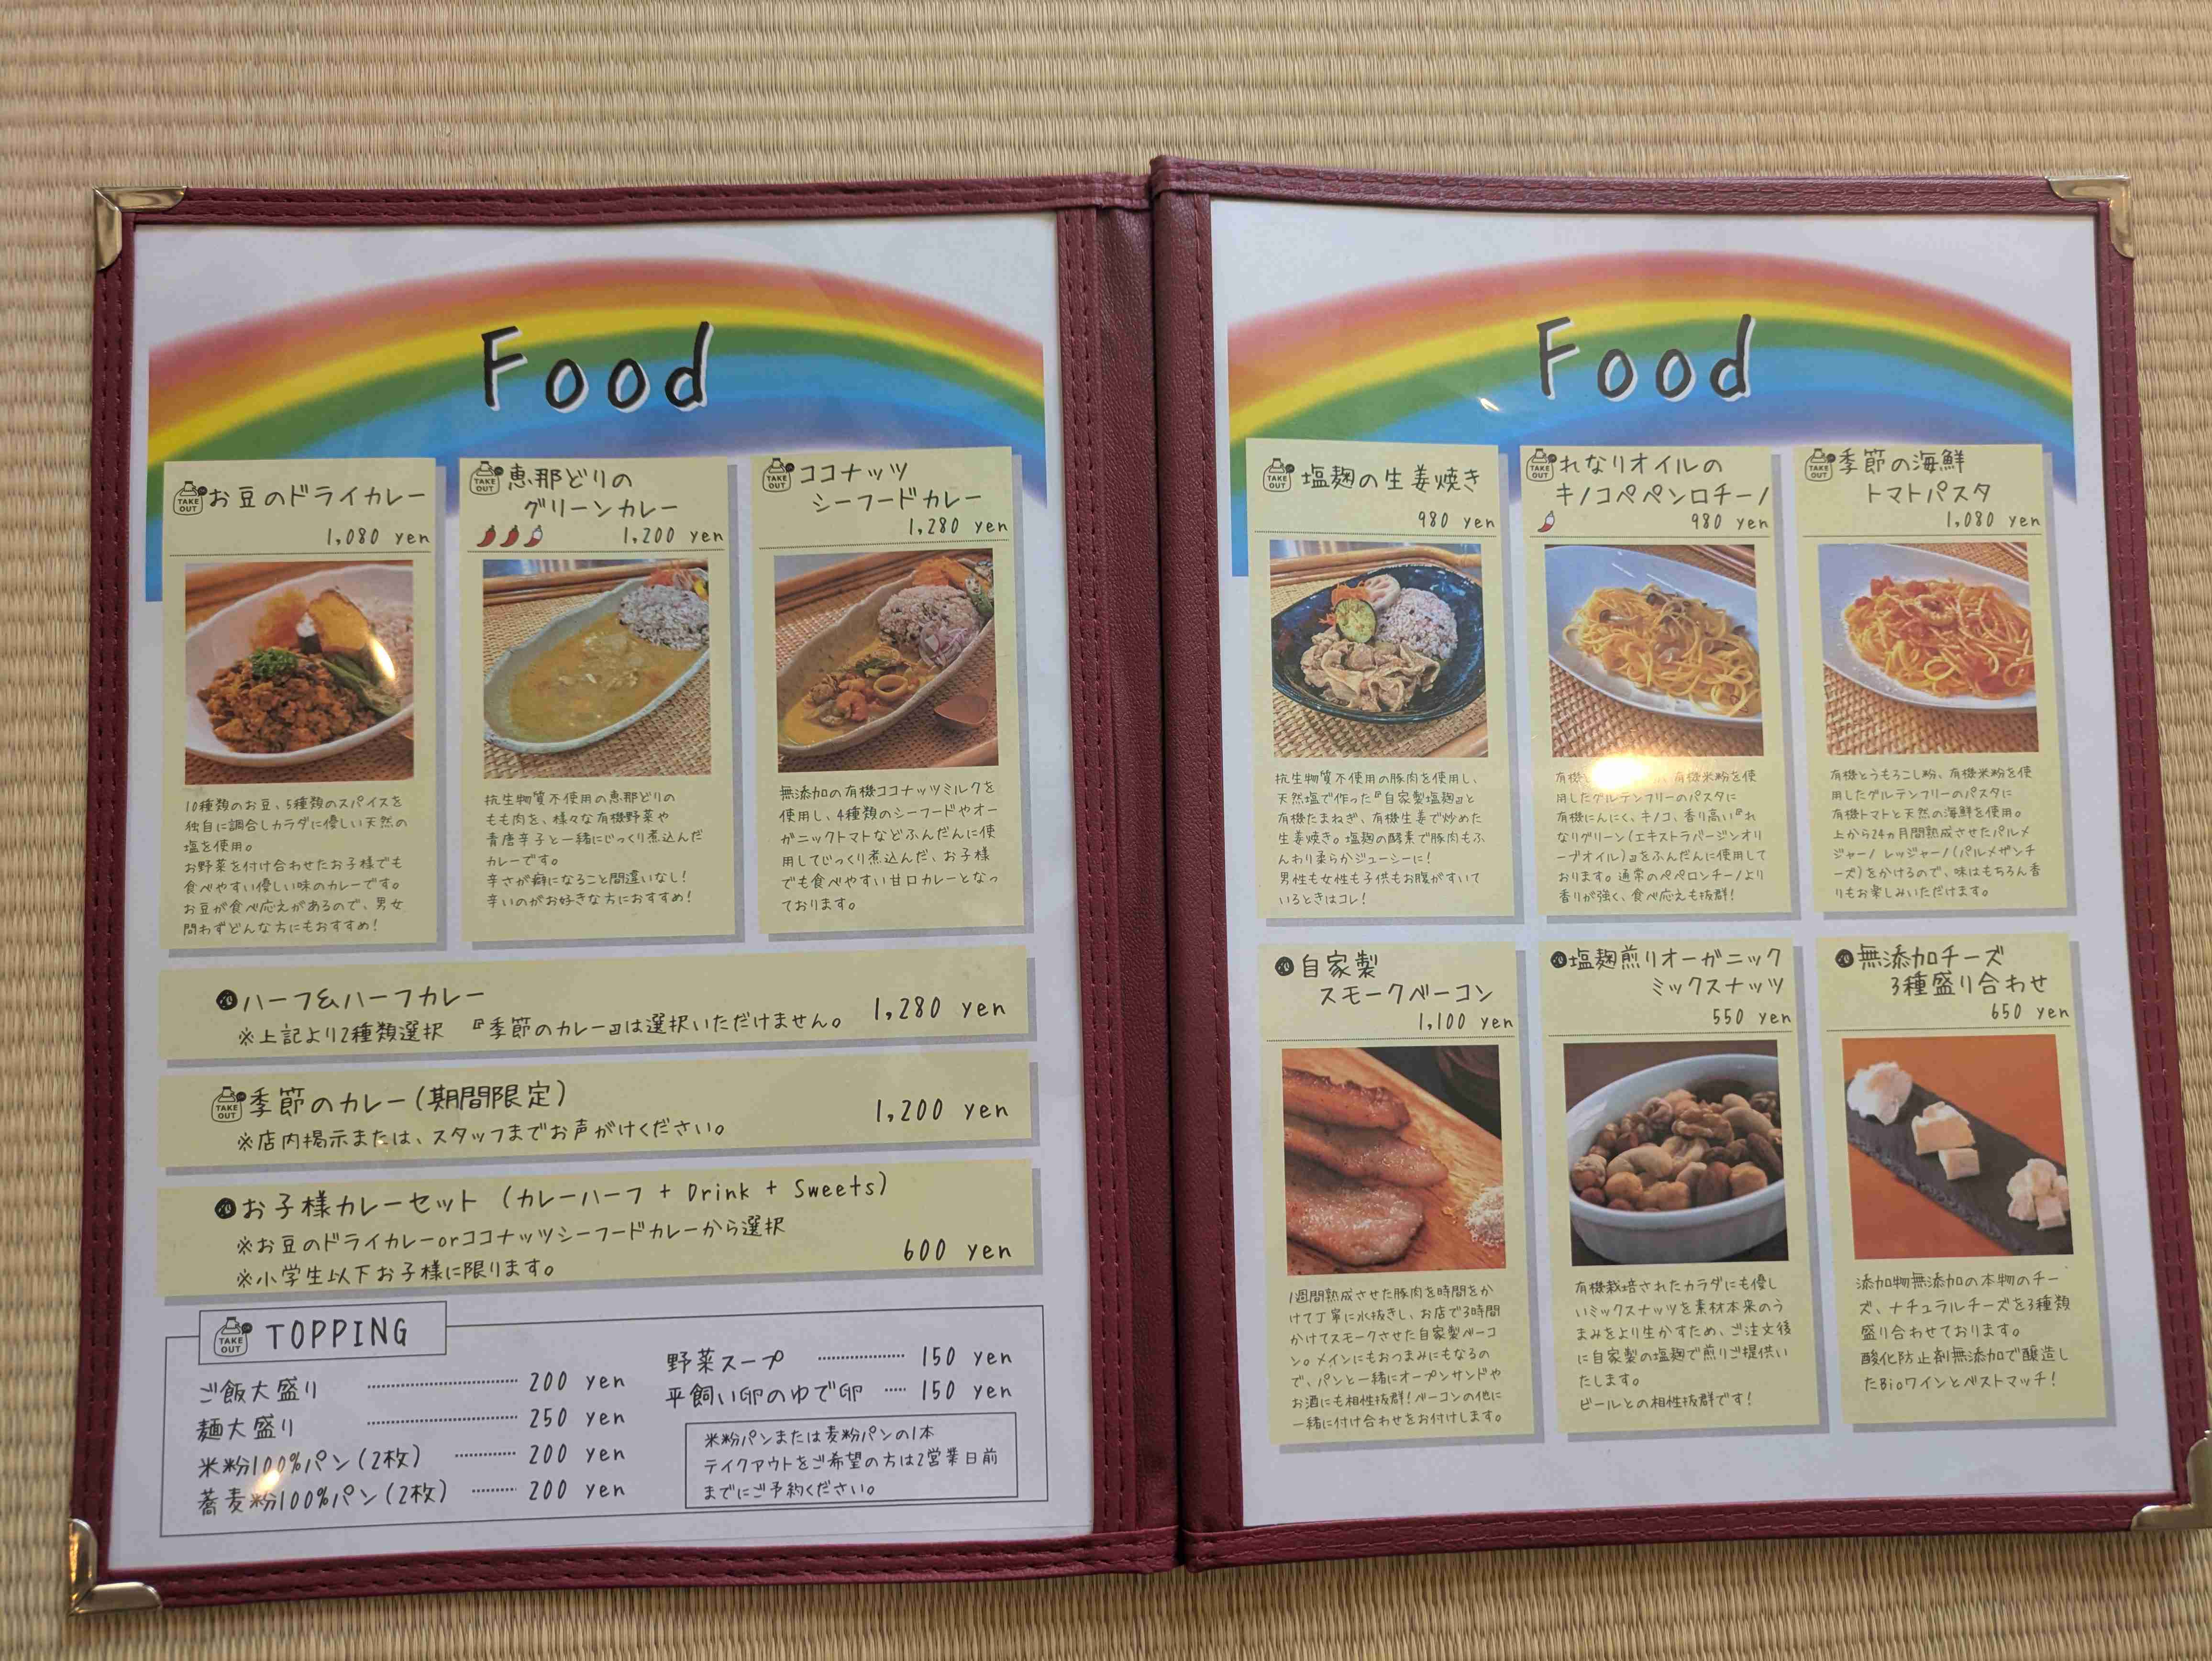 Food
TAKE OUT
お豆のドライカレー
1,080 yen
10種類のお豆、5種類のスパイスを
独自に調合しカラダに優しい天然の
塩を使用。
お野菜を付け合わせたお子様でも
食べやすい優しい味のカレーです。
お豆が食べ応えがあるので、男女
問わずどんな方にもおすすめ!
TAKE OUT
恵那どりの
グリーンカレー
1,200 yen
抗生物質不使用の恵那どりの
もも肉を、様々な有機野菜や
青唐辛子と一緒にじっくり煮込んだ
カレーです。
辛さが癖になること間違いなし!
辛いのがお好きな方におすすめ!
TAKE OUT
ココナッツ
シーフードカレー
1,280 yen
無添加の有機ココナッツミルクを
使用し、4種類のシーフードやオー
ガニックトマトなどふんだんに使
用してじっくり煮込んだ、お子様
でも食べやすい甘口カレーとなっ
ております。
ハーフ&ハーフカレー
※上記より2種類選択 『季節のカレー』は選択いただけません。
1,280 yen
TAKE OUT
季節のカレー(期間限定)
※店内掲示または、スタッフまでお声がけください。
1,200 yen
お子様カレーセット (カレーハーフ + Drink + Sweets)
※お豆のドライカレーorココナッツシーフードカレーから選択
※小学生以下お子様に限ります。
600 yen
TAKE OUT
TOPPING
ご飯大盛り 200 yen
麺大盛り 250 yen
米粉100%パン(2枚) 200 yen
蕎麦粉100%パン(2枚) 200 yen
野菜スープ 150 yen
平飼い卵のゆで卵 150 yen
米粉パンまたは麦粉パンの1本
テイクアウトをご希望の方は2営業日前
までにご予約ください。
Food
TAKE OUT
塩麹の生姜焼き
980 yen
抗生物質不使用の豚肉を使用し、
天然塩で作った『自家製塩麹』と
有機たまねぎ、有機生姜で炒めた
生姜焼き。塩麹の酵素で豚肉もふ
んわり柔らかジューシーに!
男性も女性も子供もお腹がすいて
いるときはコレ!
TAKE OUT
れなりオイルの
キノコペペンロチーノ
980 yen
有機 有機米粉を使
用したグルテンフリーのパスタに
有機にんにく、キノコ、香り高い『れ
なりグリーン(エキストラバージンオリ
ーブオイル)』をふんだんに使用して
おります。通常のペペロンチーノより
香りが強く、食べ応えも抜群!
TAKE OUT
季節の海鮮
トマトパスタ
1,080 yen
有機とうもろこし粉、有機米粉を使
用したグルテンフリーのパスタに
有機トマトと天然の海鮮を使用。
上から24ヵ月間熟成させたパルメ
ジャーノ レッジャーノ(パルメザンチ
ーズ)をかけるので、味はもちろん香
りもお楽しみいただけます。
自家製
スモークベーコン
1,100 yen
1週間熟成させた豚肉を時間をか
けて丁寧に水抜きし、お店で3時間
かけてスモークさせた自家製ベーコ
ン。メインにもおつまみにもなるの
で、パンと一緒にオープンサンドや
お酒にも相性抜群!ベーコンの他に
一緒に付け合わせをお付けします。
塩麹煎りオーガニック
ミックスナッツ
550 yen
有機栽培されたカラダにも優し
いミックスナッツを素材本来のう
まみをより生かすため、ご注文後
に自家製の塩麹で煎りご提供い
たします。
ビールとの相性抜群です!
無添加チーズ
3種盛り合わせ
650 yen
添加物無添加の本物のチー
ズ、ナチュラルチーズを3種類
盛り合わせております。
酸化防止剤無添加で醸造し
たBioワインとベストマッチ!